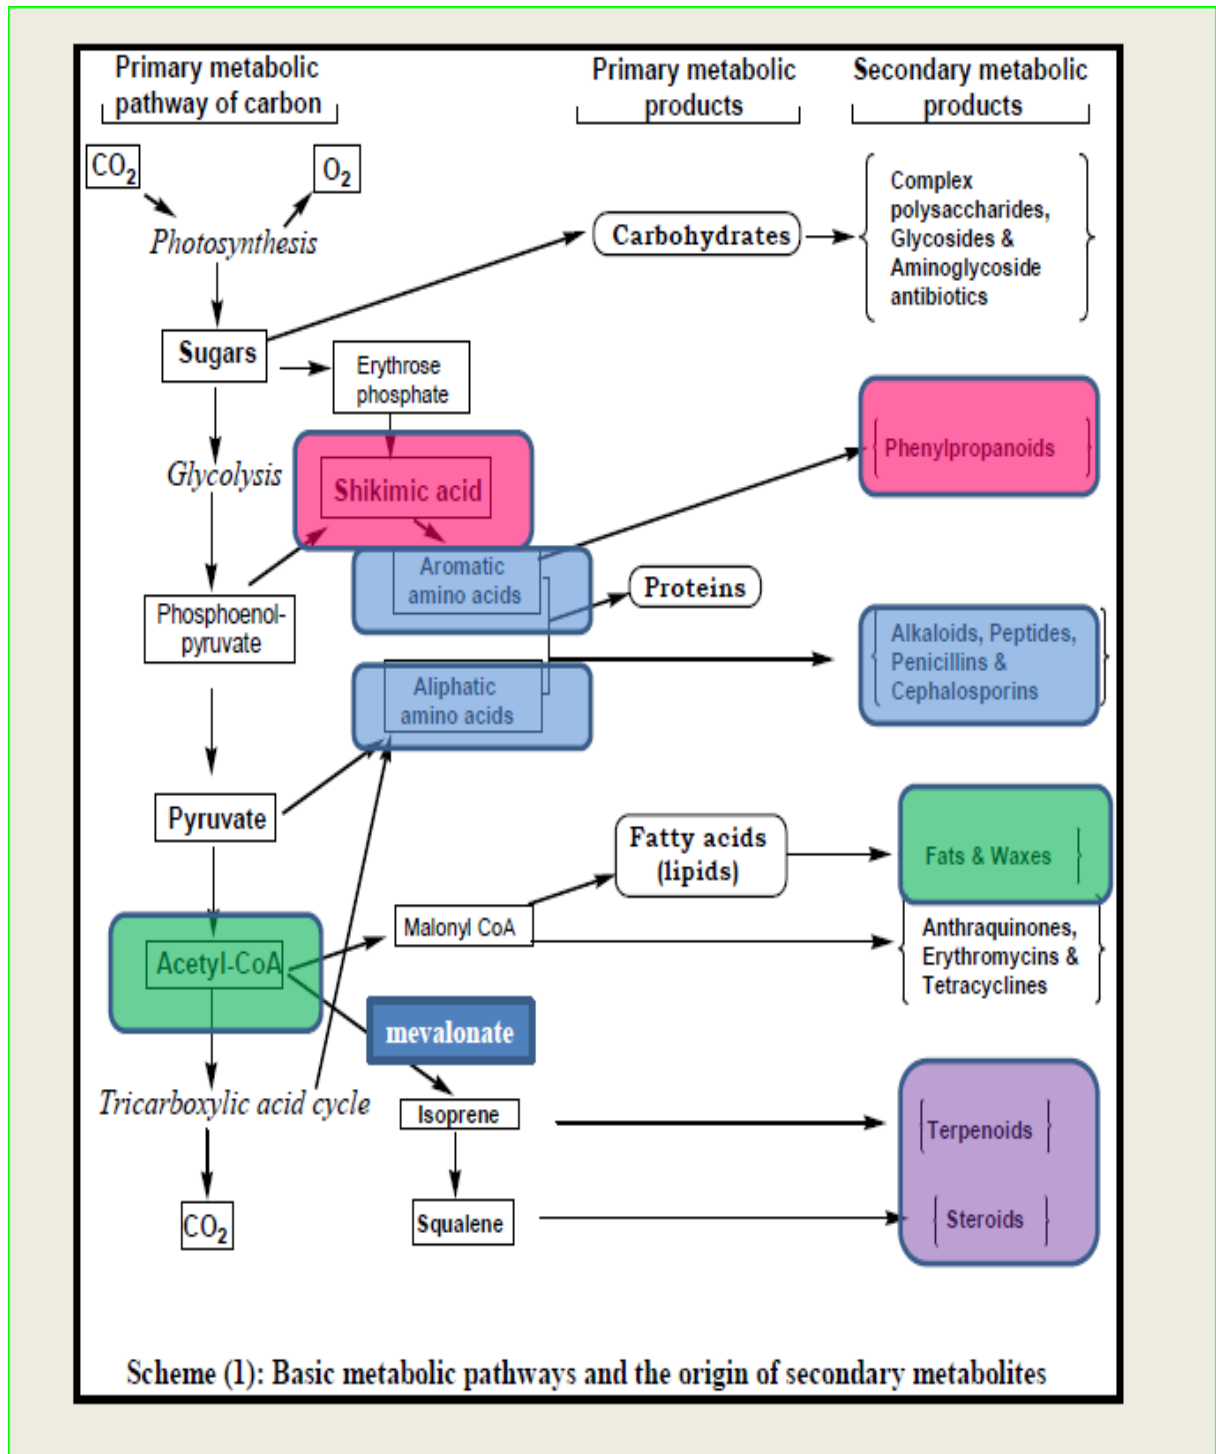 Primary metabolic
pathway of carbon
Primary metabolic
products
Secondary metabolic
products
CO₂
O₂
Photosynthesis
Carbohydrates
Complex
polysaccharides,
Glycosides &
Aminoglycoside
antibiotics
Sugars
Erythrose
phosphate
Phenylpropanoids
Glycolysis
Shikimic acid
Aromatic
amino acids
Proteins
Phosphoenol-
pyruvate
Alkaloids, Peptides,
Penicillins &
Cephalosporins
Aliphatic
amino acids
Pyruvate
Fatty acids
(lipids)
Fats & Waxes
Malonyl CoA
Anthraquinones,
Erythromycins &
Tetracyclines
Acetyl-CoA
mevalonate
Tricarboxylic acid cycle
Isoprene
Terpenoids
CO₂
Squalene
Steroids
Scheme (1): Basic metabolic pathways and the origin of secondary metabolites